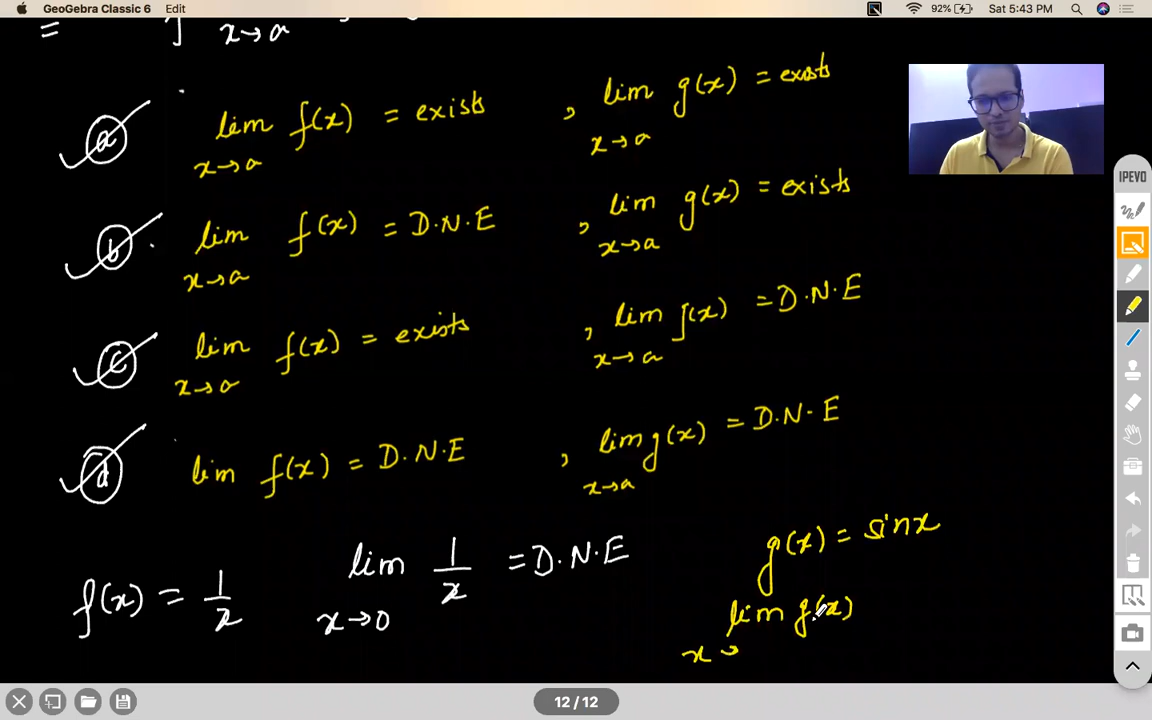 GeoGebra Classic 6 Edit 92% Sat 5:43 PM
= x→a
a lim f(x) = exists , lim g(x) = exists
x→a x→a
b lim f(x) = D.N.E , lim g(x) = exists
x→a x→a
c lim f(x) = exists , lim g(x) = D.N.E
x→a x→a
d lim f(x) = D.N.E , lim g(x) = D.N.E
x→a
f(x) = 1/x lim 1/x = D.N.E g(x) = sinx
x→0 lim g(x)
x→
12/12
IPEVO